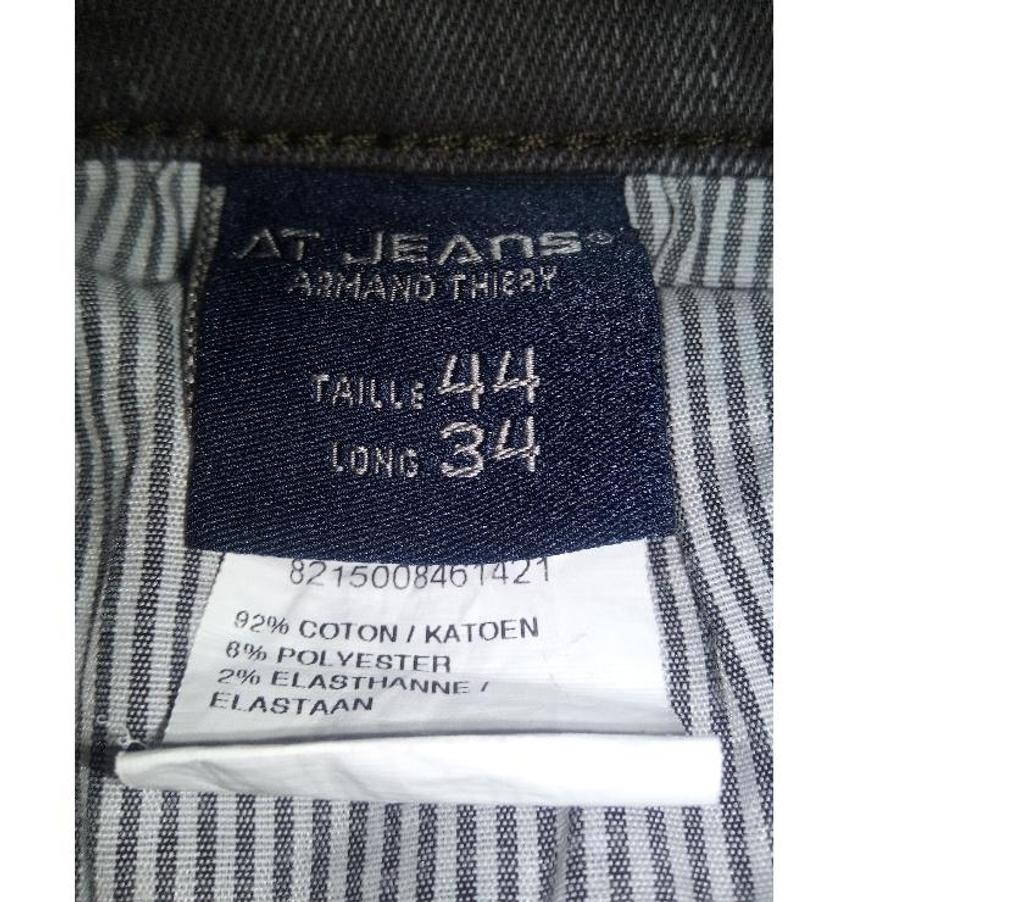 AT JEANS®
ARMAND THIERY
TAILLE 44
LONG 34
8215008461421
92% COTON / KATOEN
6% POLYESTER
2% ELASTHANNE /
ELASTAAN